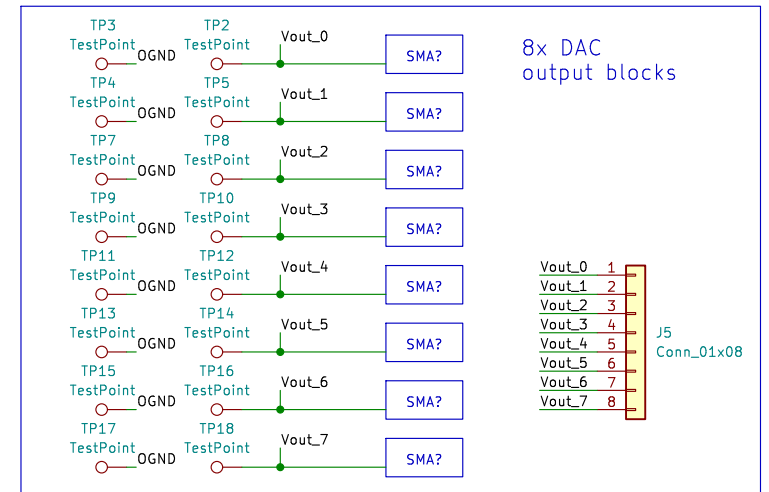 TP3 TP2 Vout_0
TestPoint OGND TestPoint SMA?
8x DAC
output blocks
TP4 TP5 Vout_1
TestPoint OGND TestPoint SMA?
TP7 TP8 Vout_2
TestPoint OGND TestPoint SMA?
TP9 TP10 Vout_3
TestPoint OGND TestPoint SMA?
TP11 TP12 Vout_4
TestPoint OGND TestPoint SMA?
TP13 TP14 Vout_5
TestPoint OGND TestPoint SMA?
TP15 TP16 Vout_6
TestPoint OGND TestPoint SMA?
TP17 TP18 Vout_7
TestPoint OGND TestPoint SMA?
Vout_0 1
Vout_1 2
Vout_2 3
Vout_3 4
Vout_4 5
Vout_5 6
Vout_6 7
Vout_7 8
J5
Conn_01x08